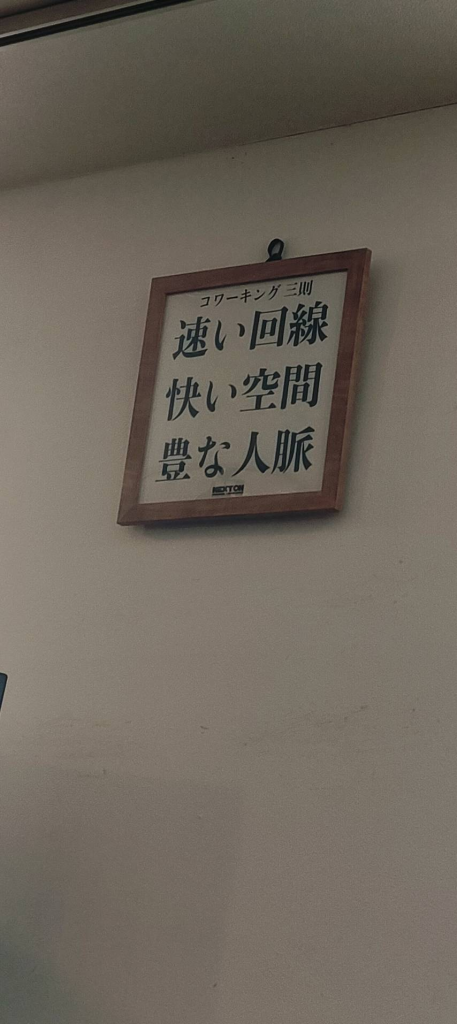 コワーキング三則
速い回線
快い空間
豊な人脈